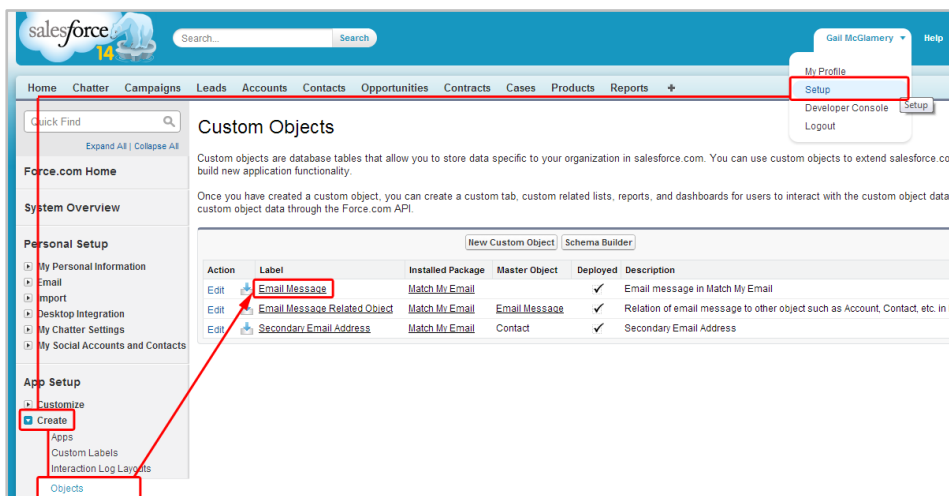 salesforce
14
Search...
Search
Gail McGlamery
Help
My Profile
Setup
Developer Console
Logout
Setup
Home Chatter Campaigns Leads Accounts Contacts Opportunities Contracts Cases Products Reports +
Quick Find
Expand All | Collapse All
Force.com Home
System Overview
Personal Setup
My Personal Information
Email
Import
Desktop Integration
My Chatter Settings
My Social Accounts and Contacts
App Setup
Customize
Create
Apps
Custom Labels
Interaction Log Layouts
Objects
Custom Objects
Custom objects are database tables that allow you to store data specific to your organization in salesforce.com. You can use custom objects to extend salesforce.co
build new application functionality.
Once you have created a custom object, you can create a custom tab, custom related lists, reports, and dashboards for users to interact with the custom object data
custom object data through the Force.com API.
New Custom Object Schema Builder
Action Label Installed Package Master Object Deployed Description
Edit Email Message Match My Email Email message in Match My Email
Edit Email Message Related Object Match My Email Email Message Relation of email message to other object such as Account, Contact, etc. in
Edit Secondary Email Address Match My Email Contact Secondary Email Address